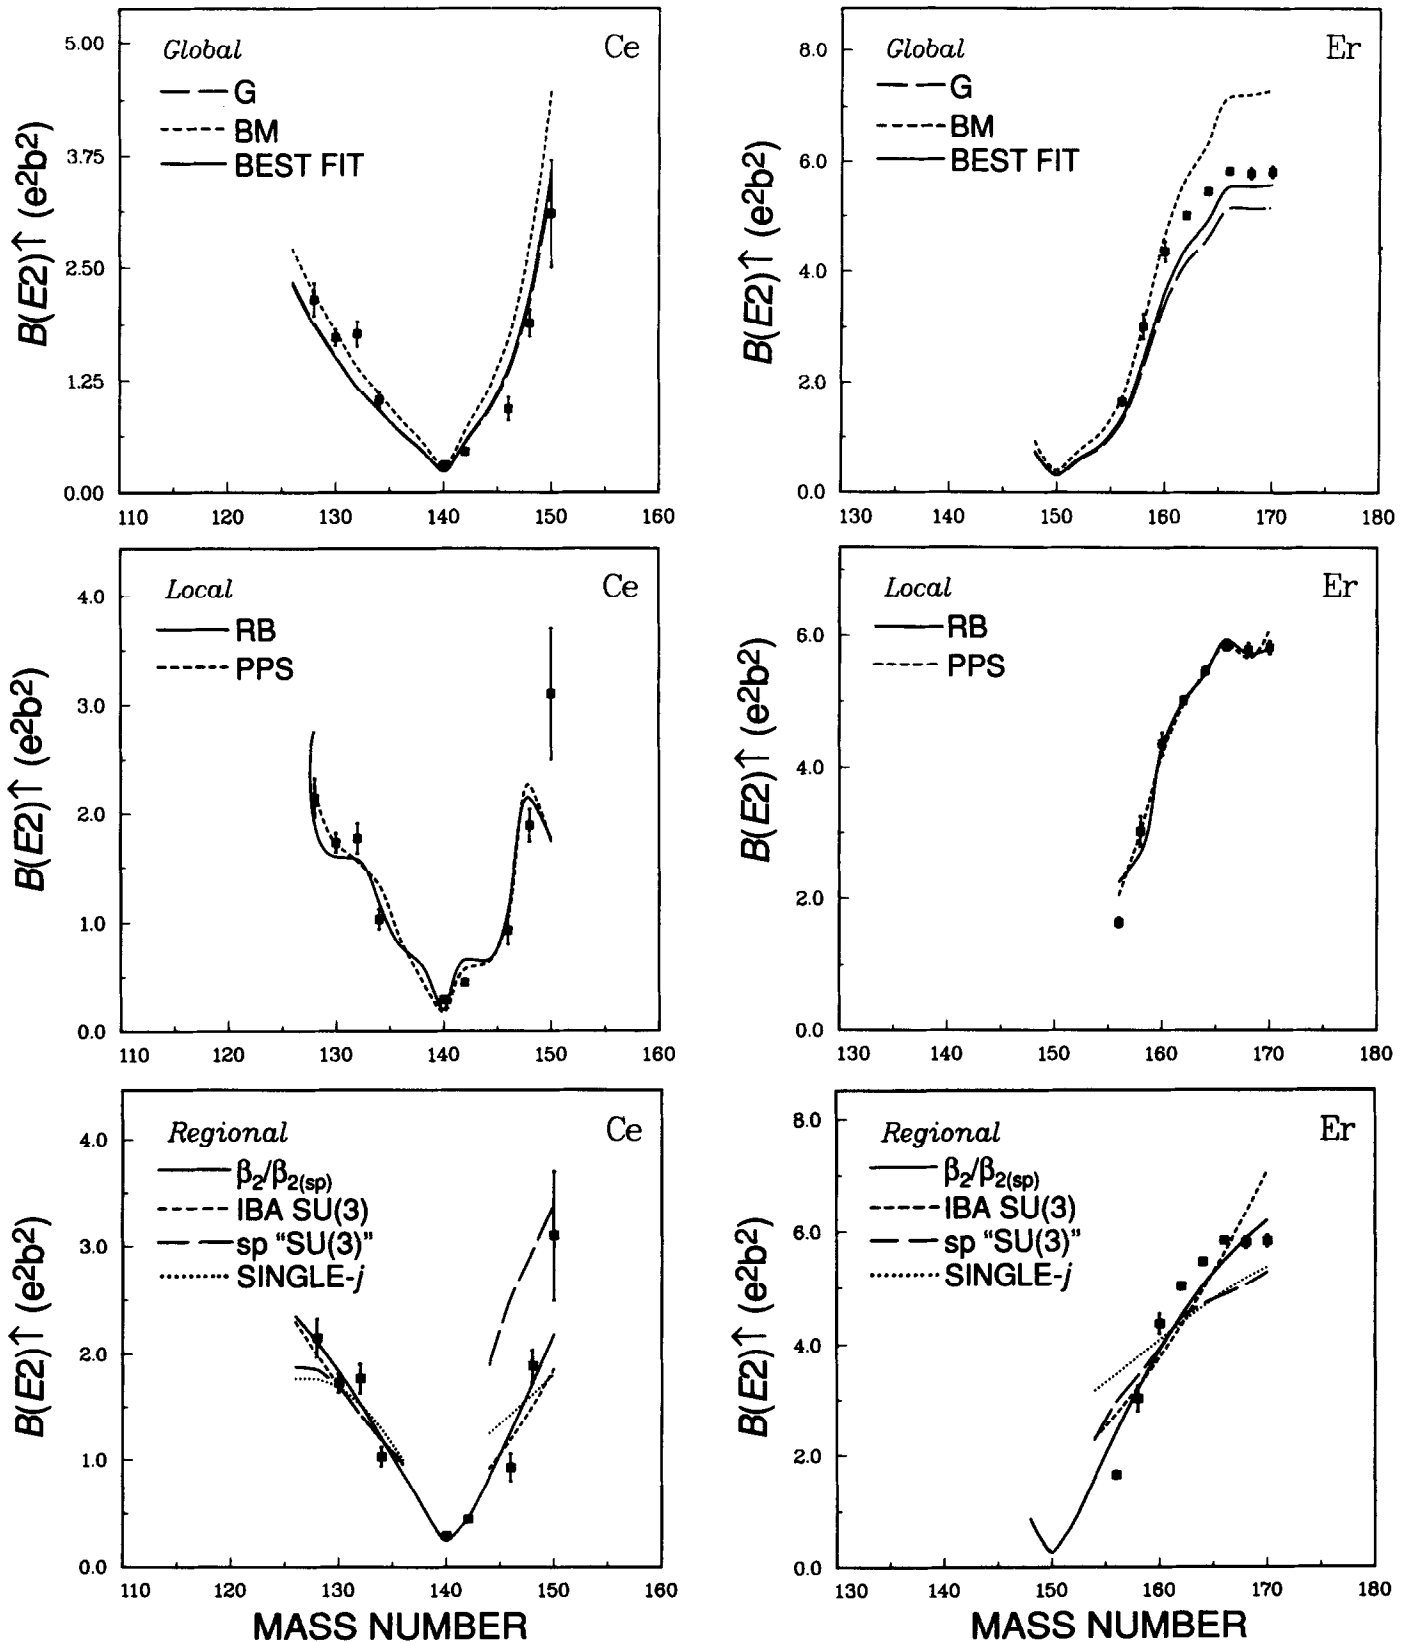 Global Ce
G
BM
BEST FIT
B(E2)↑ (e2b2)
5.00
3.75
2.50
1.25
0.00
110 120 130 140 150 160
Global Er
G
BM
BEST FIT
B(E2)↑ (e2b2)
8.0
6.0
4.0
2.0
0.0
130 140 150 160 170 180
Local Ce
RB
PPS
B(E2)↑ (e2b2)
4.0
3.0
2.0
1.0
0.0
110 120 130 140 150 160
Local Er
RB
PPS
B(E2)↑ (e2b2)
6.0
4.0
2.0
0.0
130 140 150 160 170 180
Regional Ce
β2/β2(sp)
IBA SU(3)
sp “SU(3)”
SINGLE-j
B(E2)↑ (e2b2)
4.0
3.0
2.0
1.0
0.0
110 120 130 140 150 160
MASS NUMBER
Regional Er
β2/β2(sp)
IBA SU(3)
sp “SU(3)”
SINGLE-j
B(E2)↑ (e2b2)
8.0
6.0
4.0
2.0
0.0
130 140 150 160 170 180
MASS NUMBER